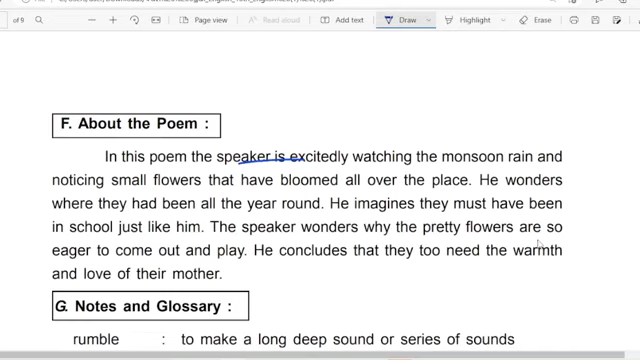 of 9
Page view
Add text
Draw
Highlight
Erase
F. About the Poem :
In this poem the speaker is excitedly watching the monsoon rain and
noticing small flowers that have bloomed all over the place. He wonders
where they had been all the year round. He imagines they must have been
in school just like him. The speaker wonders why the pretty flowers are so
eager to come out and play. He concludes that they too need the warmth
and love of their mother.
G. Notes and Glossary :
rumble : to make a long deep sound or series of sounds